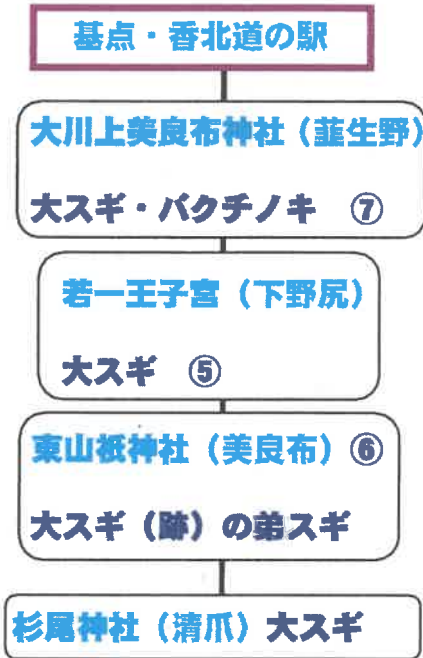 基点・香北道の駅
大川上美良布神社（韮生野）
大スギ・バクチノキ ⑦
若一王子宮（下野尻）
大スギ ⑤
東山祇神社（美良布）⑥
大スギ（跡）の弟スギ
杉尾神社（清爪）大スギ